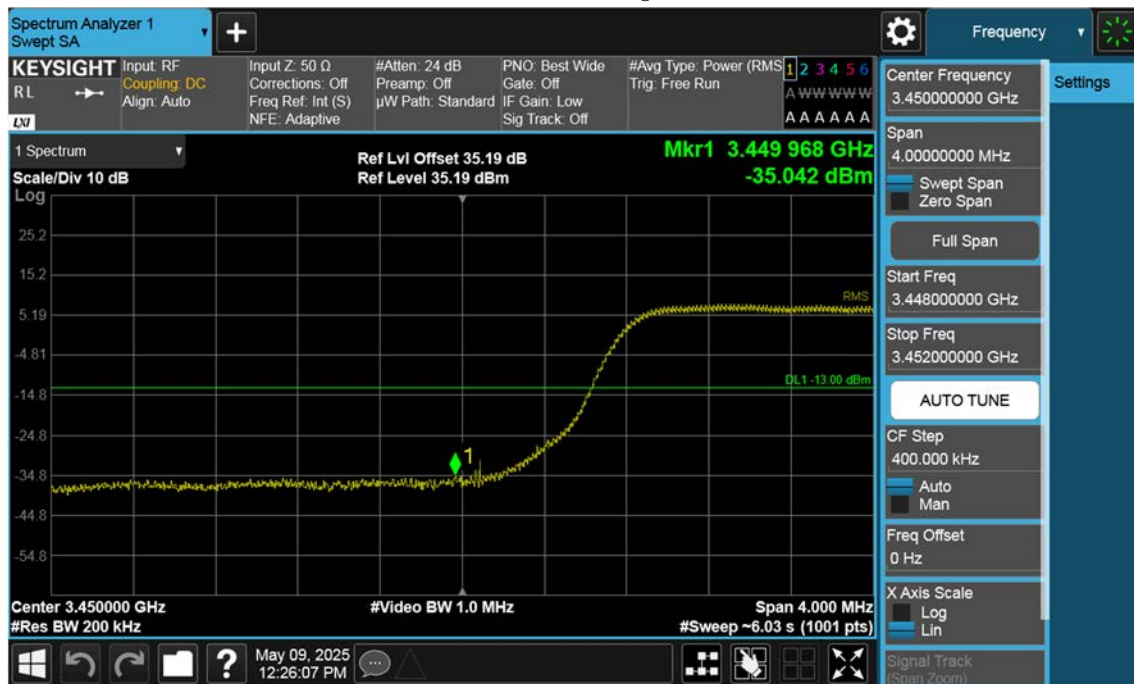 Spectrum Analyzer 1
Swept SA
+
Frequency
KEYSIGHT
RL
LXI
Input: RF
Coupling: DC
Align: Auto
Input Z: 50 Ω
Corrections: Off
Freq Ref: Int (S)
NFE: Adaptive
#Atten: 24 dB
Preamp: Off
µW Path: Standard
PNO: Best Wide
Gate: Off
IF Gain: Low
Sig Track: Off
#Avg Type: Power (RMS
Trig: Free Run
1 2 3 4 5 6
A W W W W W
A A A A A A
1 Spectrum
Scale/Div 10 dB
Ref Lvl Offset 35.19 dB
Ref Level 35.19 dBm
Mkr1 3.449 968 GHz
-35.042 dBm
Log
25.2
15.2
5.19
-4.81
-14.8
-24.8
-34.8
-44.8
-54.8
RMS
DL1 -13.00 dBm
1
Center 3.450000 GHz
#Res BW 200 kHz
#Video BW 1.0 MHz
Span 4.000 MHz
#Sweep ~6.03 s (1001 pts)
Center Frequency
3.450000000 GHz
Span
4.00000000 MHz
Swept Span
Zero Span
Full Span
Start Freq
3.448000000 GHz
Stop Freq
3.452000000 GHz
AUTO TUNE
CF Step
400.000 kHz
Auto
Man
Freq Offset
0 Hz
X Axis Scale
Log
Lin
Signal Track
(Span Zoom)
Settings
?
May 09, 2025
12:26:07 PM